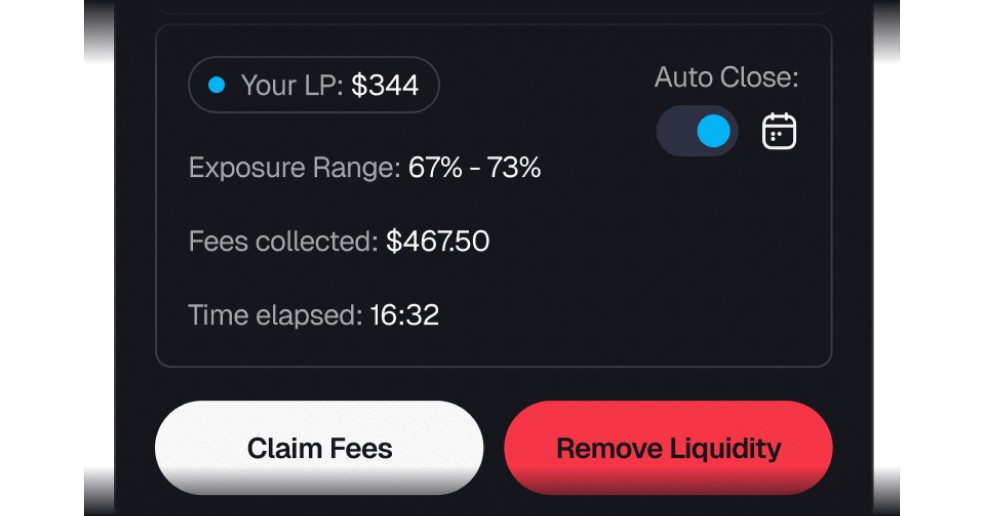 Your LP: $344
Auto Close:
Exposure Range: 67% - 73%
Fees collected: $467.50
Time elapsed: 16:32
Claim Fees
Remove Liquidity